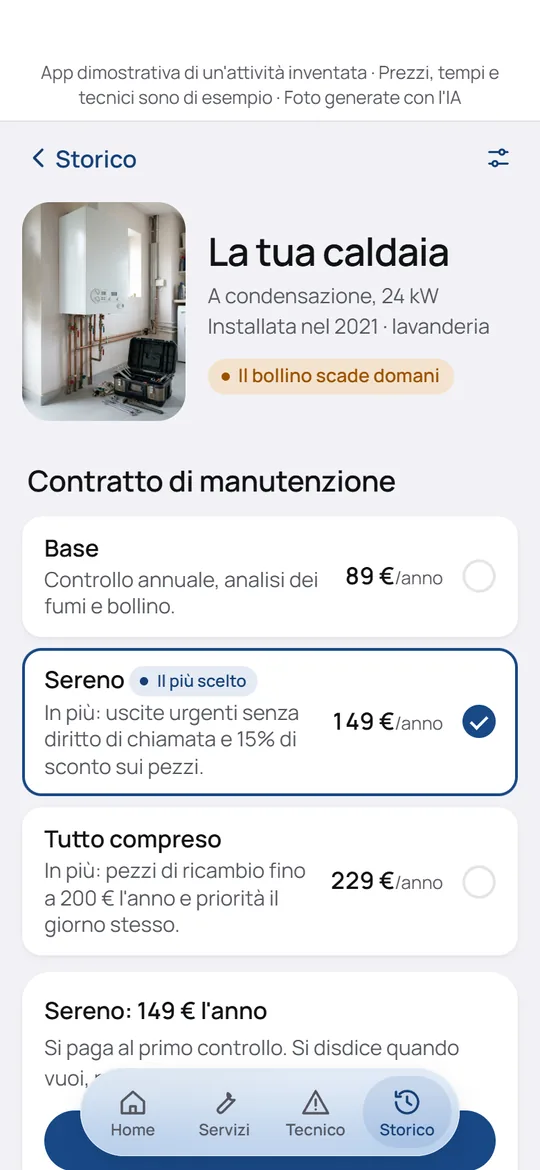 App dimostrativa di un'attività inventata · Prezzi, tempi e
tecnici sono di esempio · Foto generate con l'IA
Storico
La tua caldaia
A condensazione, 24 kW
Installata nel 2021 · lavanderia
Il bollino scade domani
Contratto di manutenzione
Base
Controllo annuale, analisi dei
fumi e bollino.
89 €/anno
Sereno
Il più scelto
In più: uscite urgenti senza
diritto di chiamata e 15% di
sconto sui pezzi.
149 €/anno
Tutto compreso
In più: pezzi di ricambio fino
a 200 € l'anno e priorità il
giorno stesso.
229 €/anno
Sereno: 149 € l'anno
Si paga al primo controllo. Si disdice quando
vuoi,
Home
Servizi
Tecnico
Storico